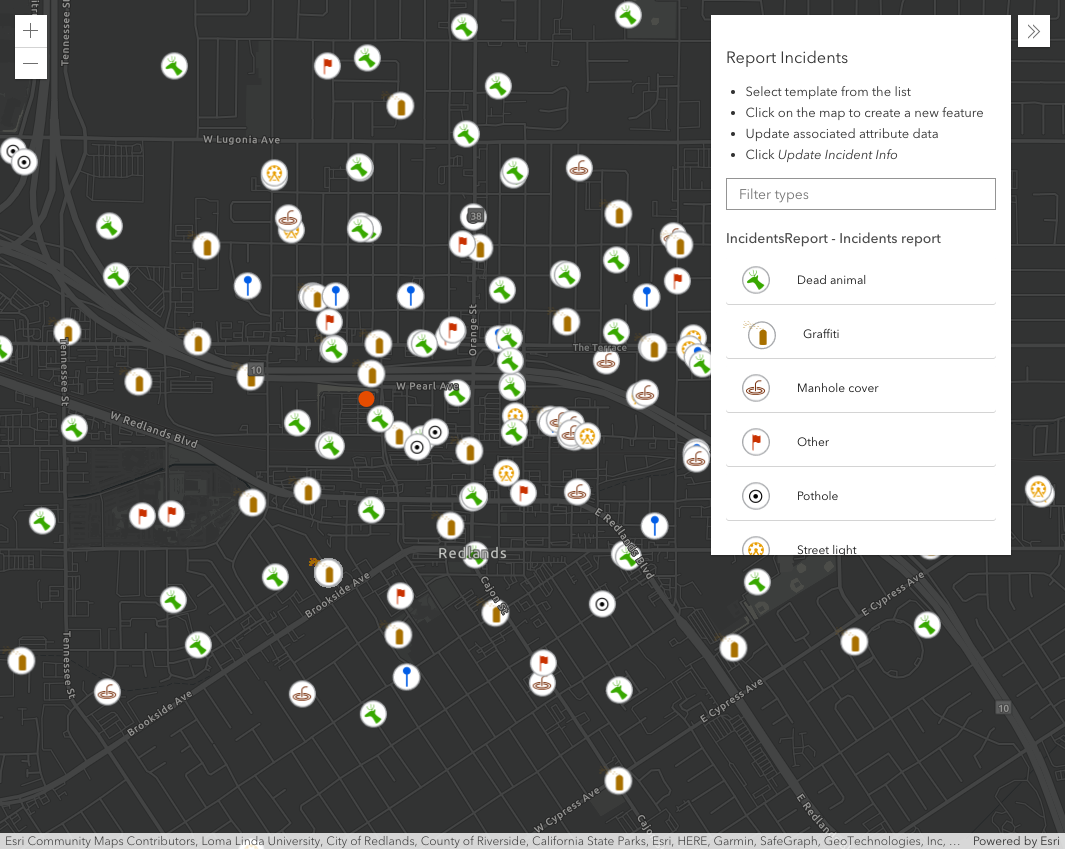 Tennessee St
Report Incidents
Select template from the list
Click on the map to create a new feature
Update associated attribute data
Click Update Incident Info
Filter types
IncidentsReport - Incidents report
Dead animal
Graffiti
Manhole cover
Other
Pothole
Street light
W Lugonia Ave
38
Orange St
The Terrace
Tennessee St
10
W Pearl Ave
W Redlands Blvd
E Redlands Blvd
Redlands
Cajon St
Brookside Ave
E Cypress Ave
Tennessee St
Brookside Ave
E Cypress Ave
10
W Cypress Ave
E Redlan
Cajo
Esri Community Maps Contributors, Loma Linda University, City of Redlands, County of Riverside, California State Parks, Esri, HERE, Garmin, SafeGraph, GeoTechnologies, Inc, ...
Powered by Esri